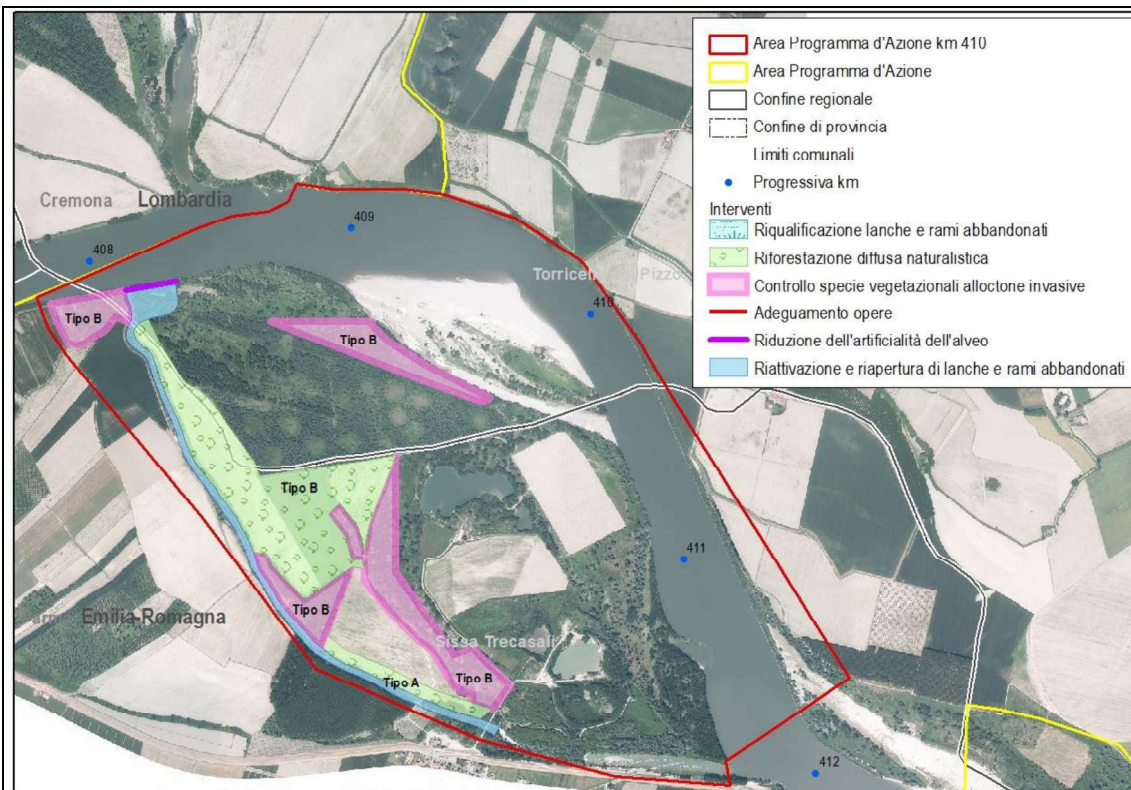 Area Programma d'Azione km 410
Area Programma d'Azione
Confine regionale
Confine di provincia
Limiti comunali
Progressiva km
Interventi
Riqualificazione lanche e rami abbandonati
Riforestazione diffusa naturalistica
Controllo specie vegetazionali alloctone invasive
Adeguamento opere
Riduzione dell'artificialità dell'alveo
Riattivazione e riapertura di lanche e rami abbandonati
Cremona Lombardia
409
408
Pizzo
410
Tipo B
Tipo B
Tipo B
411
Tipo B
Emilia-Romagna
Sissa Trecasali
Tipo A
Tipo B
412